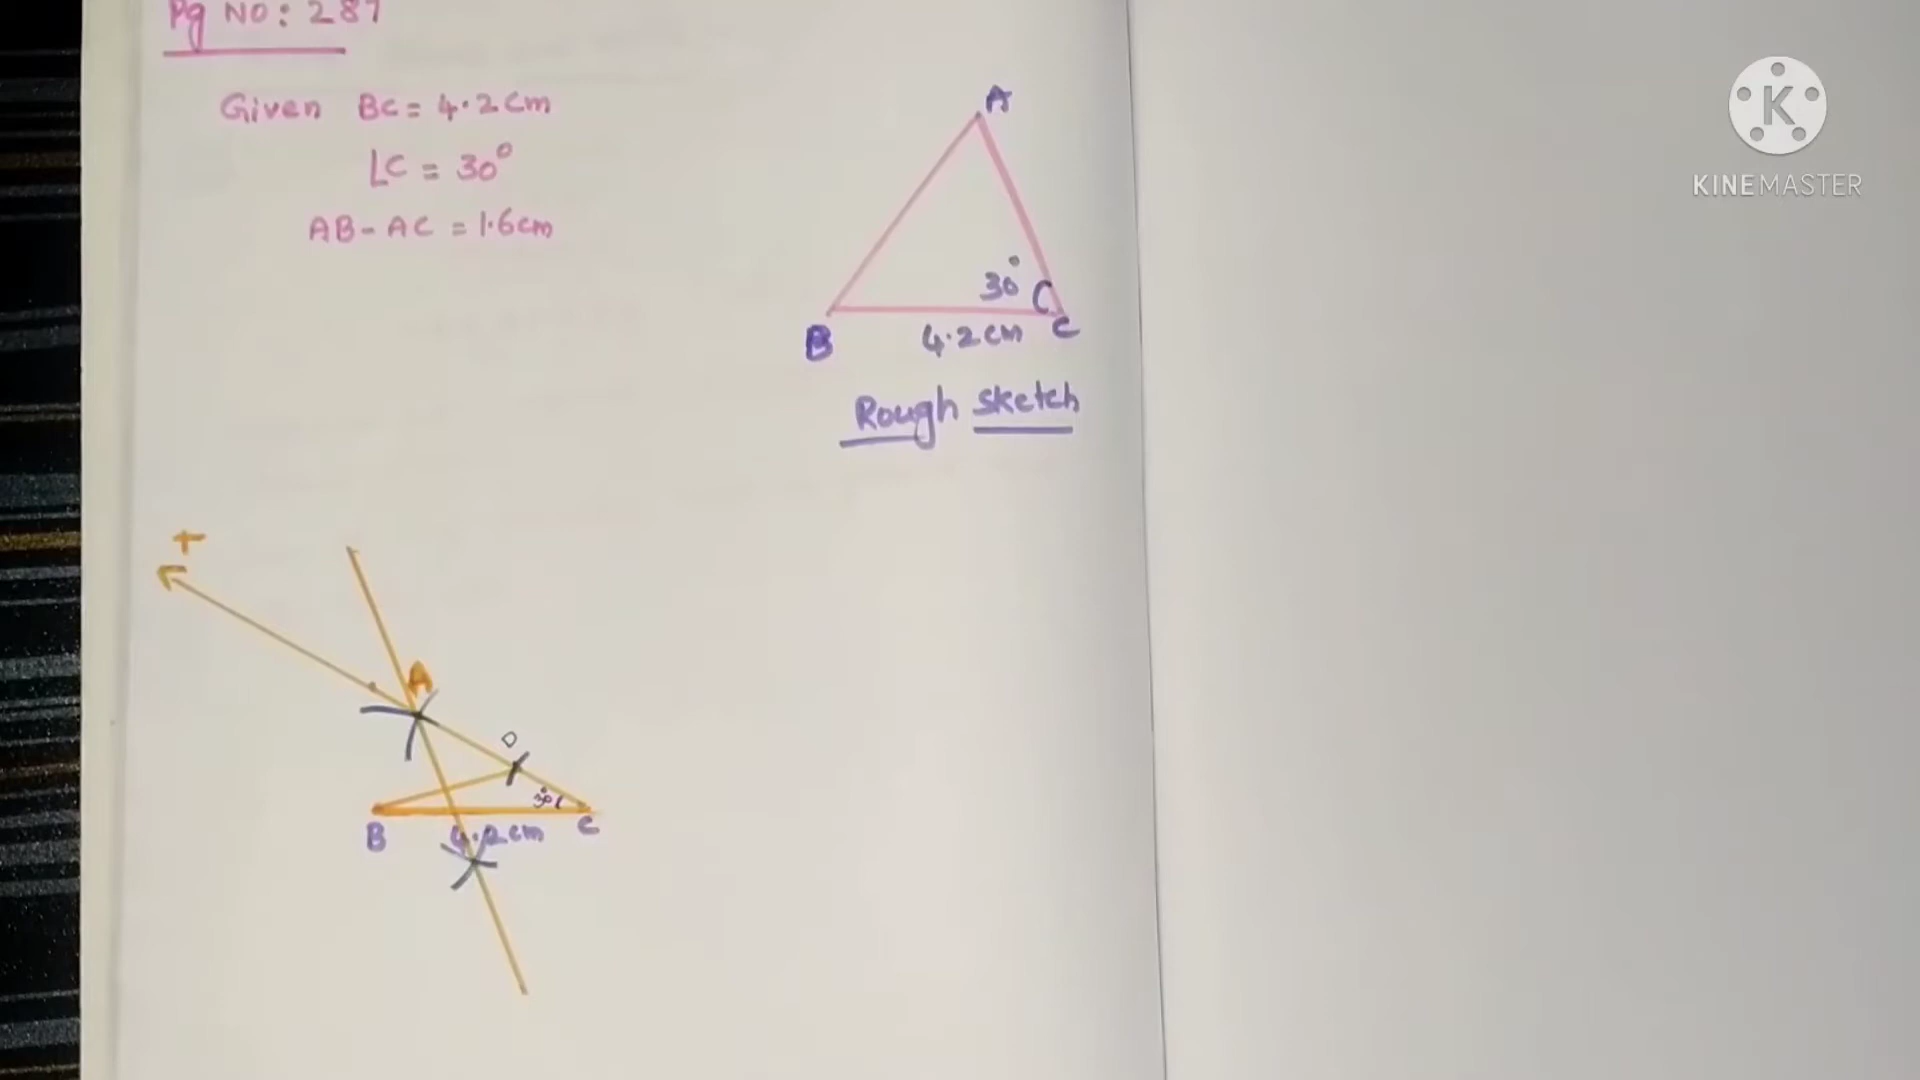 Pg NO: 287
Given BC = 4.2cm
∠C = 30°
AB - AC = 1.6cm
A
30°
B
C
4.2cm
Rough sketch
K
KINEMASTER
A
D
30°
B
4.2cm
C